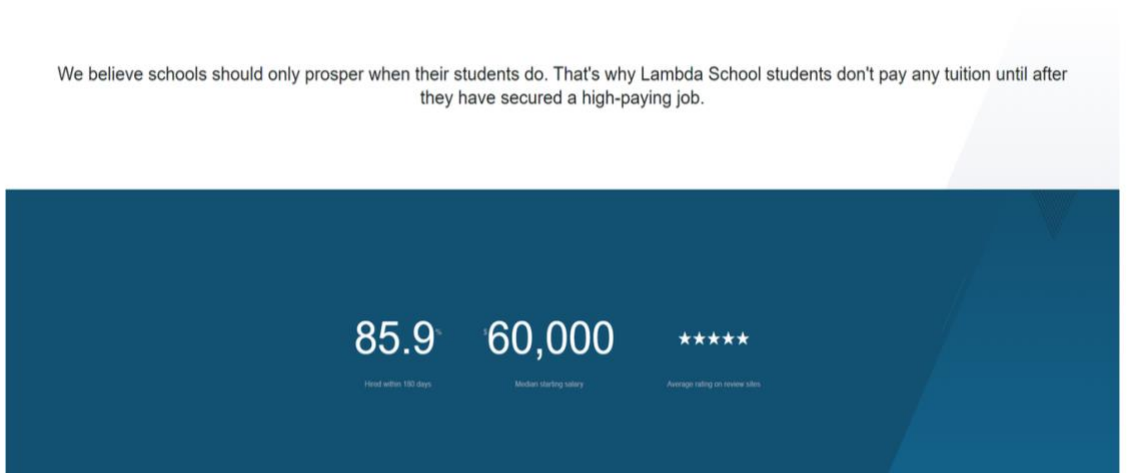 We believe schools should only prosper when their students do. That's why Lambda School students don't pay any tuition until after
they have secured a high-paying job.
85.9% $60,000 ★★★★★
Hired within 180 days Median starting salary Average rating on review sites